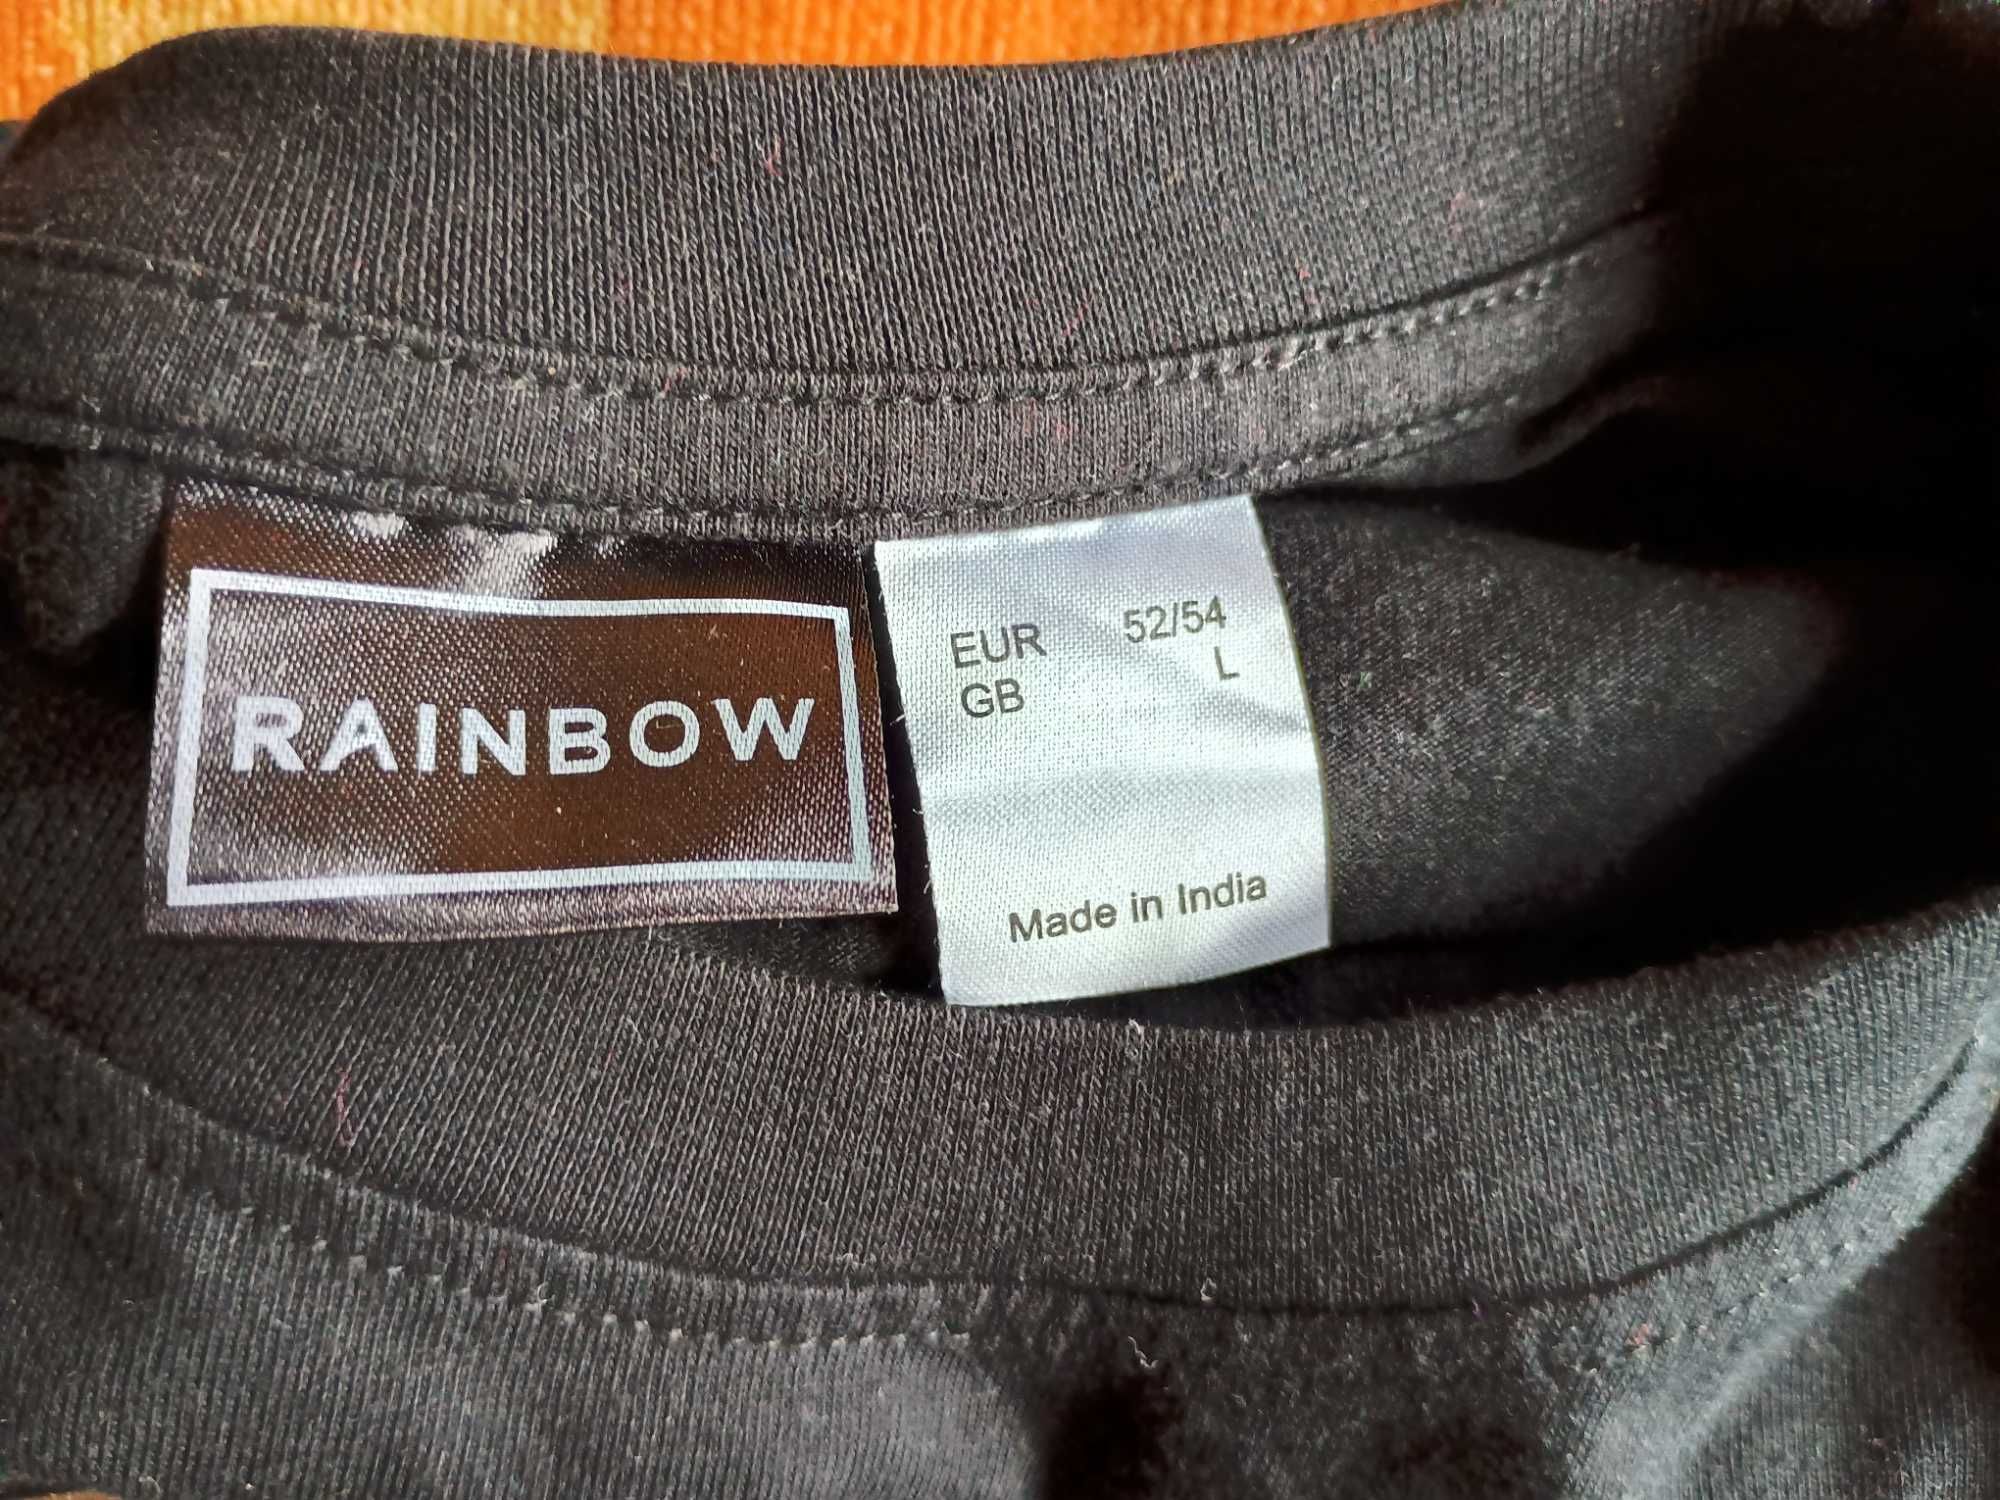 RAINBOW
EUR 52/54
GB L
Made in India